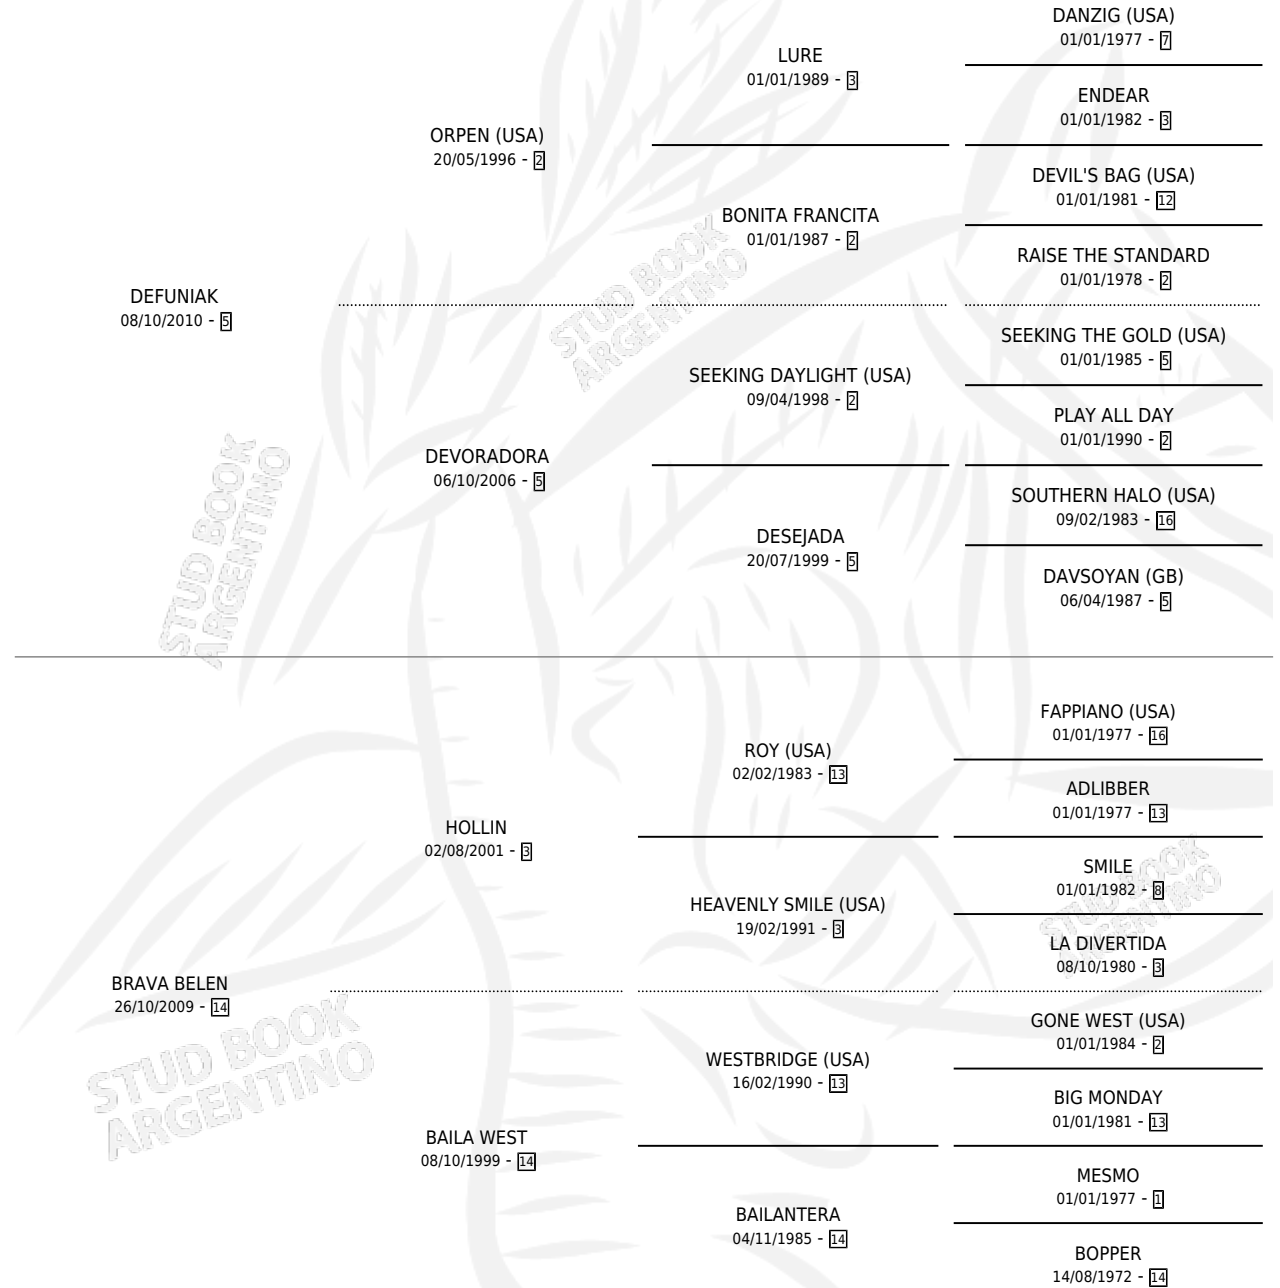 DANZIG (USA)
01/01/1977 - 7
LURE
01/01/1989 - 3
ENDEAR
01/01/1982 - 3
ORPEN (USA)
20/05/1996 - 2
DEVIL'S BAG (USA)
01/01/1981 - 12
BONITA FRANCITA
01/01/1987 - 2
RAISE THE STANDARD
01/01/1978 - 2
DEFUNIAK
08/10/2010 - 5
SEEKING THE GOLD (USA)
01/01/1985 - 5
SEEKING DAYLIGHT (USA)
09/04/1998 - 2
PLAY ALL DAY
01/01/1990 - 2
DEVORADORA
06/10/2006 - 5
SOUTHERN HALO (USA)
09/02/1983 - 16
DESEJADA
20/07/1999 - 5
DAVSOYAN (GB)
06/04/1987 - 5
STUD BOOK
ARGENTINO
STUD BOOK
ARGENTINO
FAPPIANO (USA)
01/01/1977 - 16
ROY (USA)
02/02/1983 - 13
ADLIBBER
01/01/1977 - 13
HOLLIN
02/08/2001 - 3
SMILE
01/01/1982 - 8
HEAVENLY SMILE (USA)
19/02/1991 - 3
LA DIVERTIDA
08/10/1980 - 3
STUD BOOK
ARGENTINO
BRAVA BELEN
26/10/2009 - 14
GONE WEST (USA)
01/01/1984 - 2
WESTBRIDGE (USA)
16/02/1990 - 13
BIG MONDAY
01/01/1981 - 13
STUD BOOK
ARGENTINO
BAILA WEST
08/10/1999 - 14
MESMO
01/01/1977 - 1
BAILANTERA
04/11/1985 - 14
BOPPER
14/08/1972 - 14